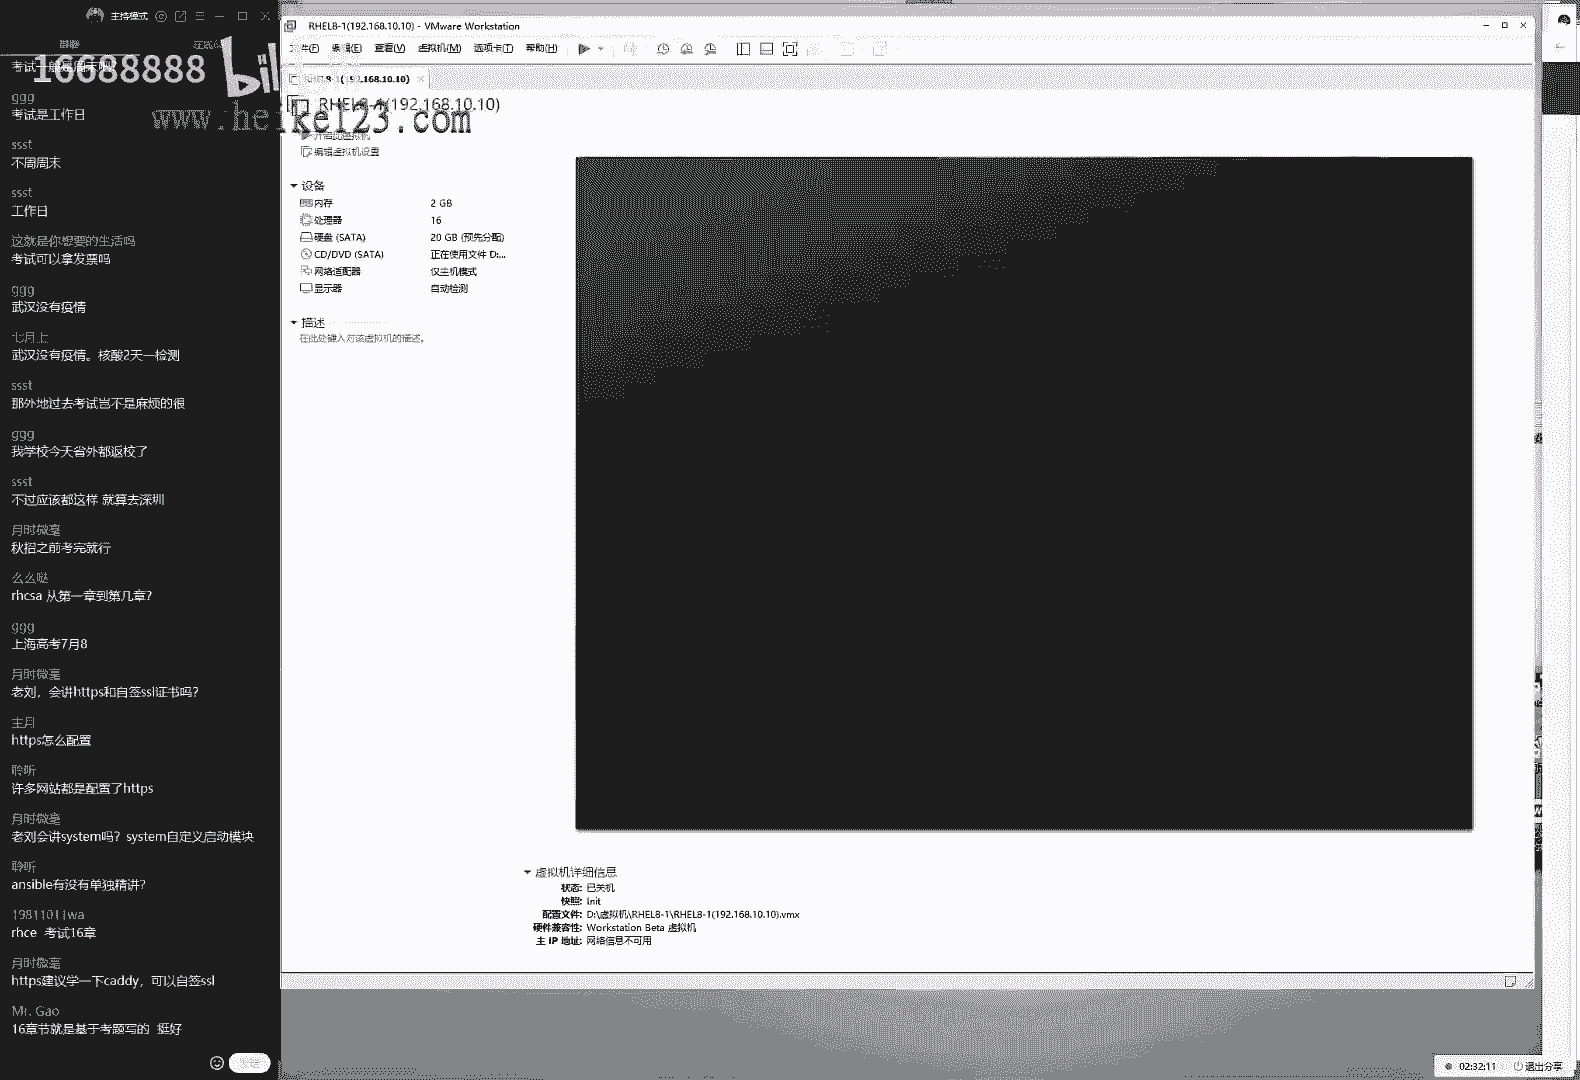 主持模式
群聊
16688888
ggg
考试是工作日
ssst
不周周末
ssst
工作日
这就是你想要的生活吗
考试可以拿发票吗
ggg
武汉没有疫情
七月上
武汉没有疫情。核酸2天一检测
ssst
那外地过去考试岂不是麻烦的很
ggg
我学校今天省外都返校了
ssst
不过应该都这样 就算去深圳
月时微毫
秋招之前考完就行
么么哒
rhcsa 从第一章到第几章?
ggg
上海高考7月8
月时微毫
老刘，会讲https和自签ssl证书吗?
主月
https怎么配置
聆听
许多网站都是配置了https
月时微毫
老刘会讲system吗? system自定义启动模块
聆听
ansible有没有单独精讲?
19811011wa
rhce 考试16章
月时微毫
https建议学一下caddy，可以自签ssl
Mr. Gao
16章节就是基于考题写的 挺好
发送
RHEL8-1(192.168.10.10) - VMware Workstation
文件(F) 编辑(E) 查看(V) 虚拟机(M) 选项卡(T) 帮助(H)
RHEL8-1(192.168.10.10)
RHEL8-1(192.168.10.10)
www.heike123.com
开启此虚拟机
编辑虚拟机设置
设备
内存 2 GB
处理器 16
硬盘 (SATA) 20 GB (预先分配)
CD/DVD (SATA) 正在使用文件 D:...
网络适配器 仅主机模式
显示器 自动检测
描述
在此处键入对该虚拟机的描述。
虚拟机详细信息
状态: 已关机
快照: Init
配置文件: D:\虚拟机\RHEL8-1\RHEL8-1(192.168.10.10).vmx
硬件兼容性: Workstation Beta 虚拟机
主 IP 地址: 网络信息不可用
02:32:11 退出分享